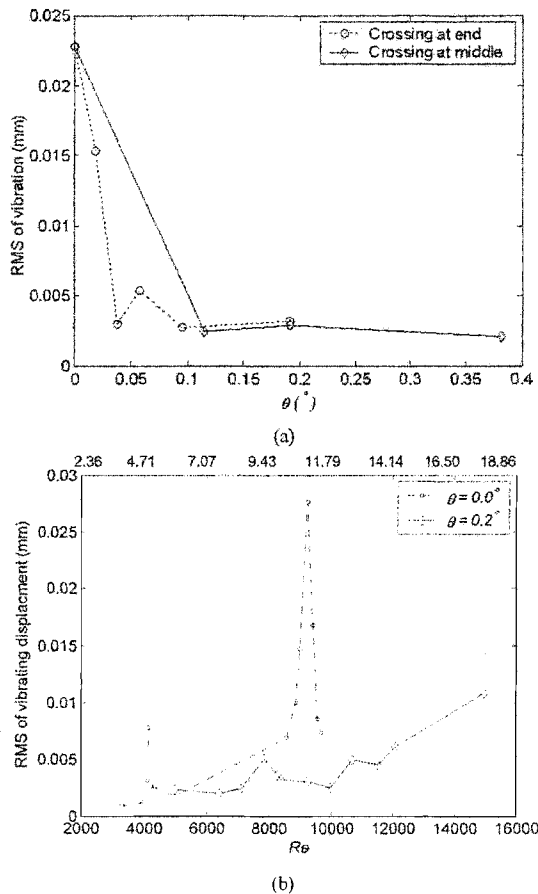 0.025
0.02
0.015
0.01
0.005
0
RMS of vibration (mm)
Crossing at end
Crossing at middle
0 0.05 0.1 0.15 0.2 0.25 0.3 0.35 0.4
θ (°)
(a)
2.36 4.71 7.07 9.43 11.79 14.14 16.50 18.86
0.03
0.025
0.02
0.015
0.01
0.005
0
RMS of vibrating displacment (mm)
θ = 0.0°
θ = 0.2°
2000 4000 6000 8000 10000 12000 14000 16000
Re
(b)